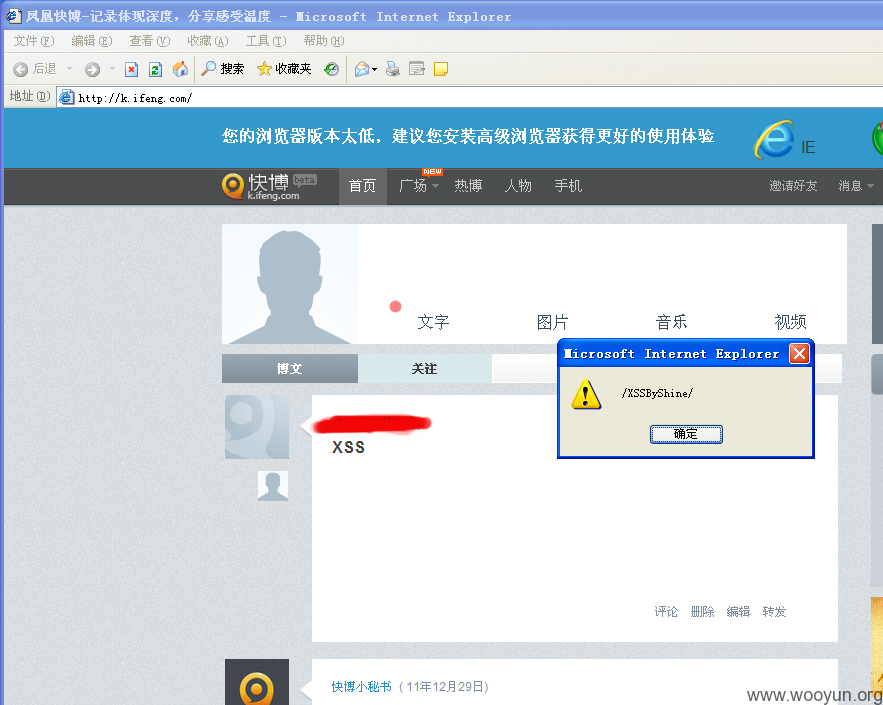 凤凰快博-记录体现深度，分享感受温度 - Microsoft Internet Explorer
文件(F) 编辑(E) 查看(V) 收藏(A) 工具(T) 帮助(H)
后退 搜索 收藏夹
地址(D) http://k.ifeng.com/
您的浏览器版本太低，建议您安装高级浏览器获得更好的使用体验 IE
快博 beta k.ifeng.com 首页 广场 NEW 热博 人物 手机 邀请好友 消息
文字 图片 音乐 视频
Microsoft Internet Explorer
博文 关注
/XSSByShine/
确定
XSS
评论 删除 编辑 转发
快博小秘书 (11年12月29日)
www.wooyun.org